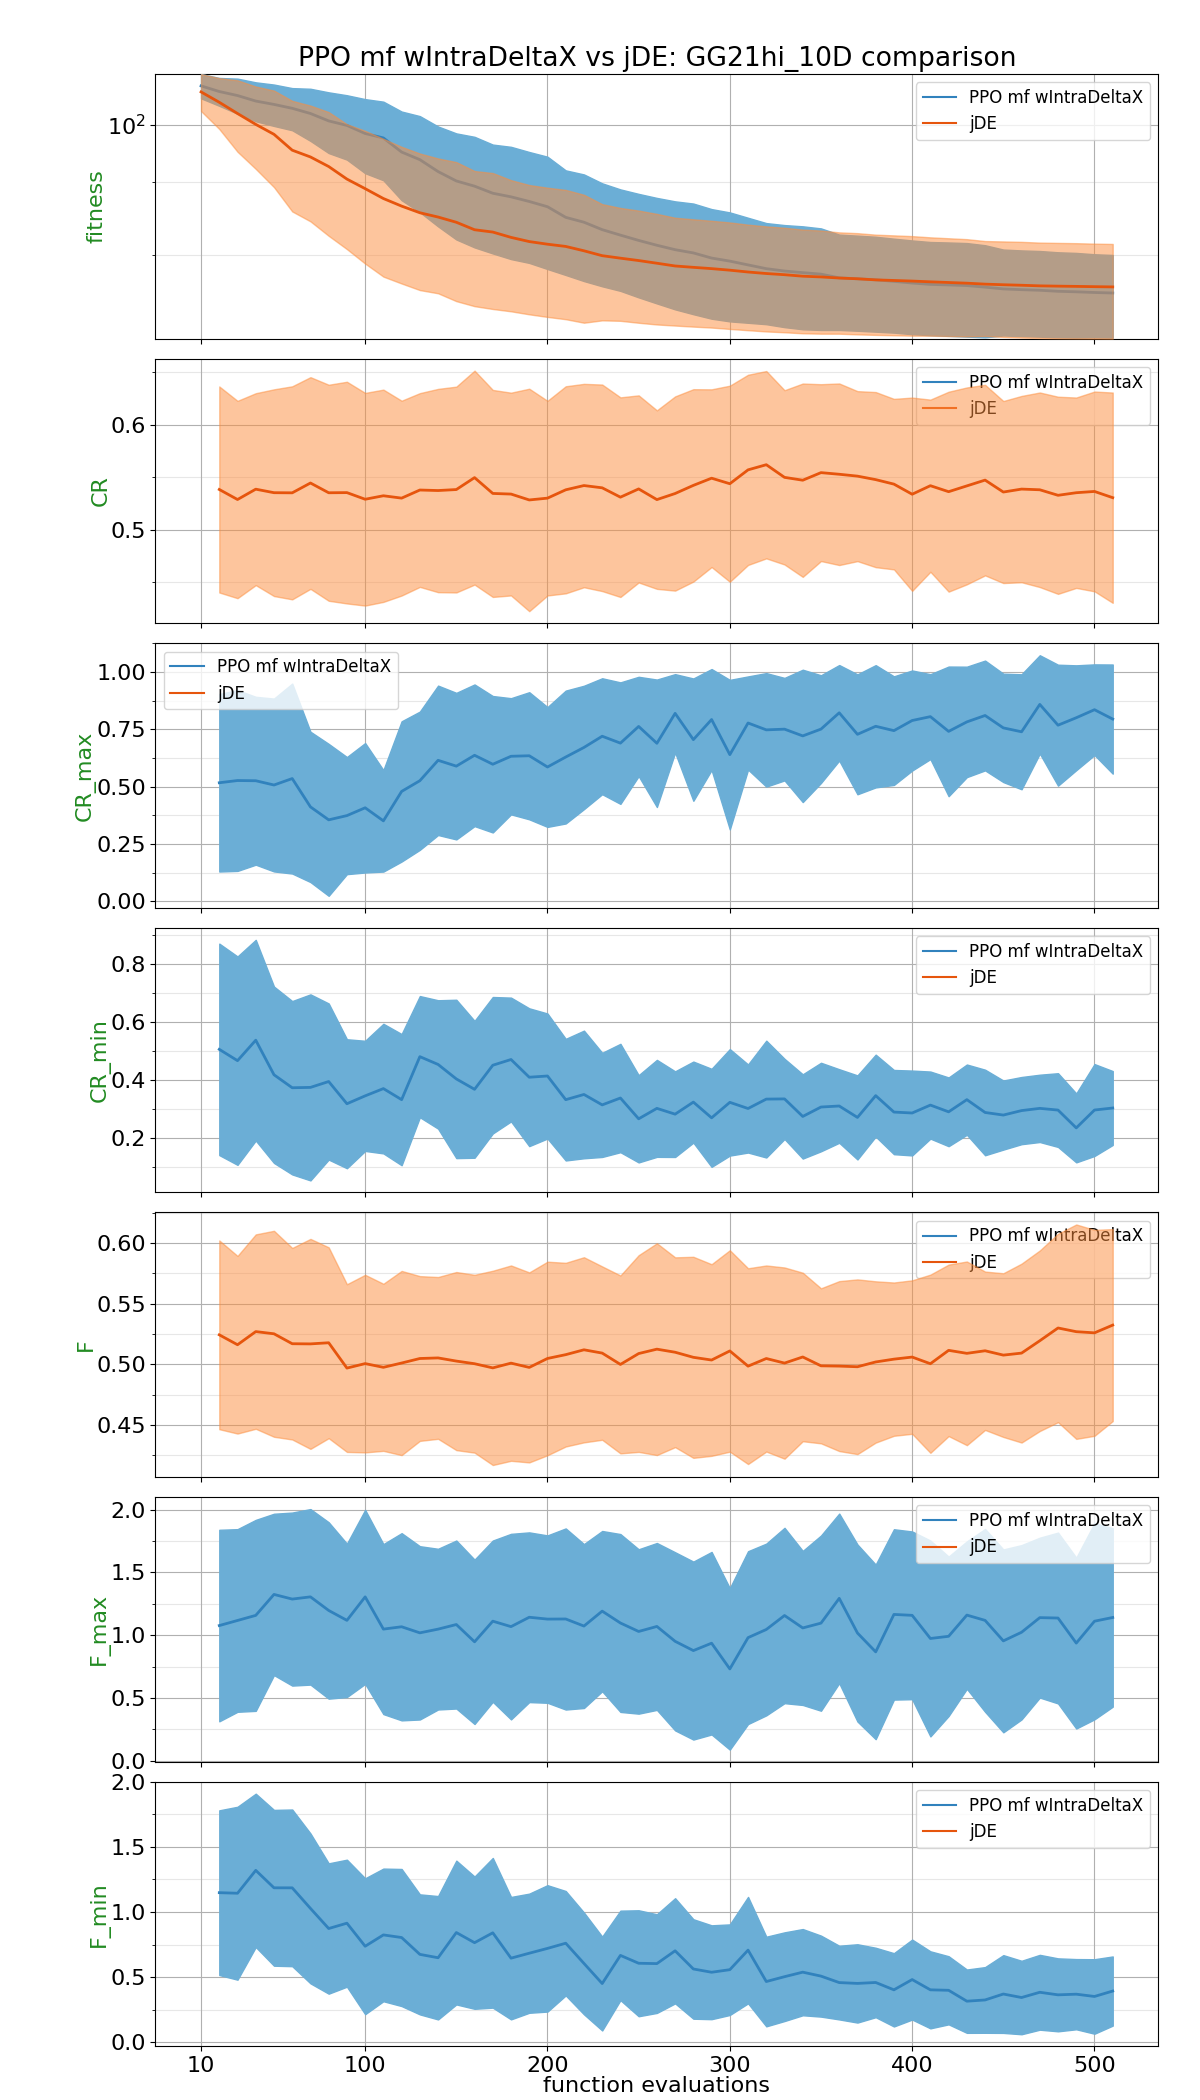 PPO mf wIntraDeltaX vs jDE: GG21hi_10D comparison
fitness
10²
PPO mf wIntraDeltaX
jDE
CR
0.6
0.5
PPO mf wIntraDeltaX
jDE
CR_max
1.00
0.75
0.50
0.25
0.00
PPO mf wIntraDeltaX
jDE
CR_min
0.8
0.6
0.4
0.2
PPO mf wIntraDeltaX
jDE
F
0.60
0.55
0.50
0.45
PPO mf wIntraDeltaX
jDE
F_max
2.0
1.5
1.0
0.5
0.0
PPO mf wIntraDeltaX
jDE
F_min
2.0
1.5
1.0
0.5
0.0
PPO mf wIntraDeltaX
jDE
10 100 200 300 400 500
function evaluations